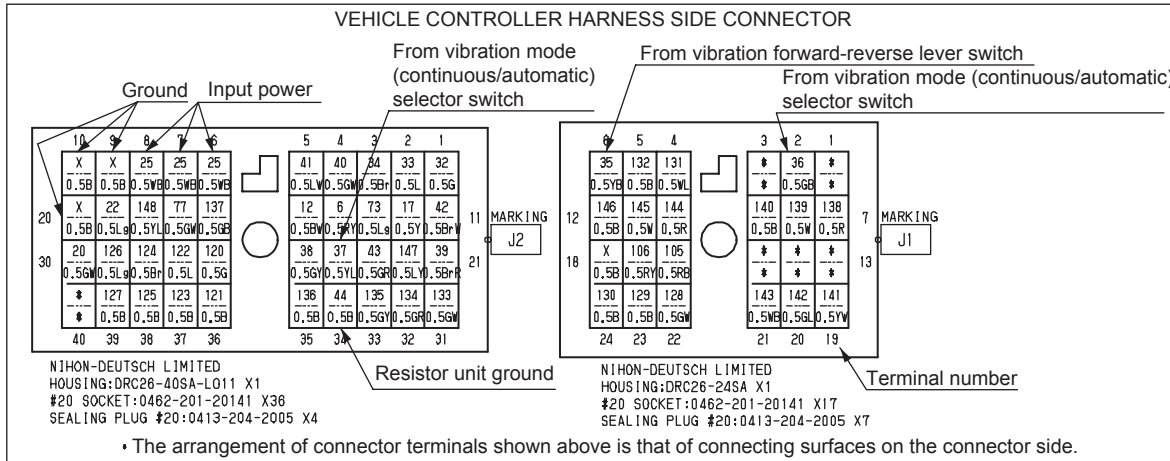 VEHICLE CONTROLLER HARNESS SIDE CONNECTOR
From vibration mode
(continuous/automatic)
selector switch
From vibration forward-reverse lever switch
From vibration mode (continuous/automatic)
selector switch
Ground
Input power
10 9 8 7 6
X X 25 25 25
0.5B 0.5B 0.5WB 0.5WB 0.5WB
20 X 22 148 77 137
0.5B 0.5Lg 0.5YL 0.5GW 0.5GB
30 20 126 124 122 120
0.5GW 0.5Lg 0.5Br 0.5L 0.5G
* 127 125 123 121
* 0.5B 0.5B 0.5B 0.5B
40 39 38 37 36
5 4 3 2 1
41 40 34 33 32
0.5LW 0.5GW 0.5Br 0.5L 0.5G
12 6 73 17 42 11
0.5BW 0.5RY 0.5Lg 0.5Y 0.5BrW
38 37 43 147 39 21
0.5GY 0.5YL 0.5GR 0.5LY 0.5BrR
136 44 135 134 133
0.5B 0.5B 0.5GY 0.5GR 0.5GW
35 34 33 32 31
MARKING
J2
6 5 4
35 132 131
0.5YB 0.5B 0.5WL
12 146 145 144
0.5B 0.5W 0.5R
18 X 106 105
0.5B 0.5RY 0.5RB
130 129 128
0.5B 0.5B 0.5GW
24 23 22
3 2 1
* 36 *
* 0.5GB *
140 139 138 7
0.5B 0.5W 0.5R
* * * 13
* * *
143 142 141
0.5WB 0.5GL 0.5YW
21 20 19
MARKING
J1
NIHON-DEUTSCH LIMITED
HOUSING:DRC26-40SA-LO11 X1
#20 SOCKET:0462-201-20141 X36
SEALING PLUG #20:0413-204-2005 X4
Resistor unit ground
NIHON-DEUTSCH LIMITED
HOUSING:DRC26-24SA X1
#20 SOCKET:0462-201-20141 X17
SEALING PLUG #20:0413-204-2005 X7
Terminal number
• The arrangement of connector terminals shown above is that of connecting surfaces on the connector side.